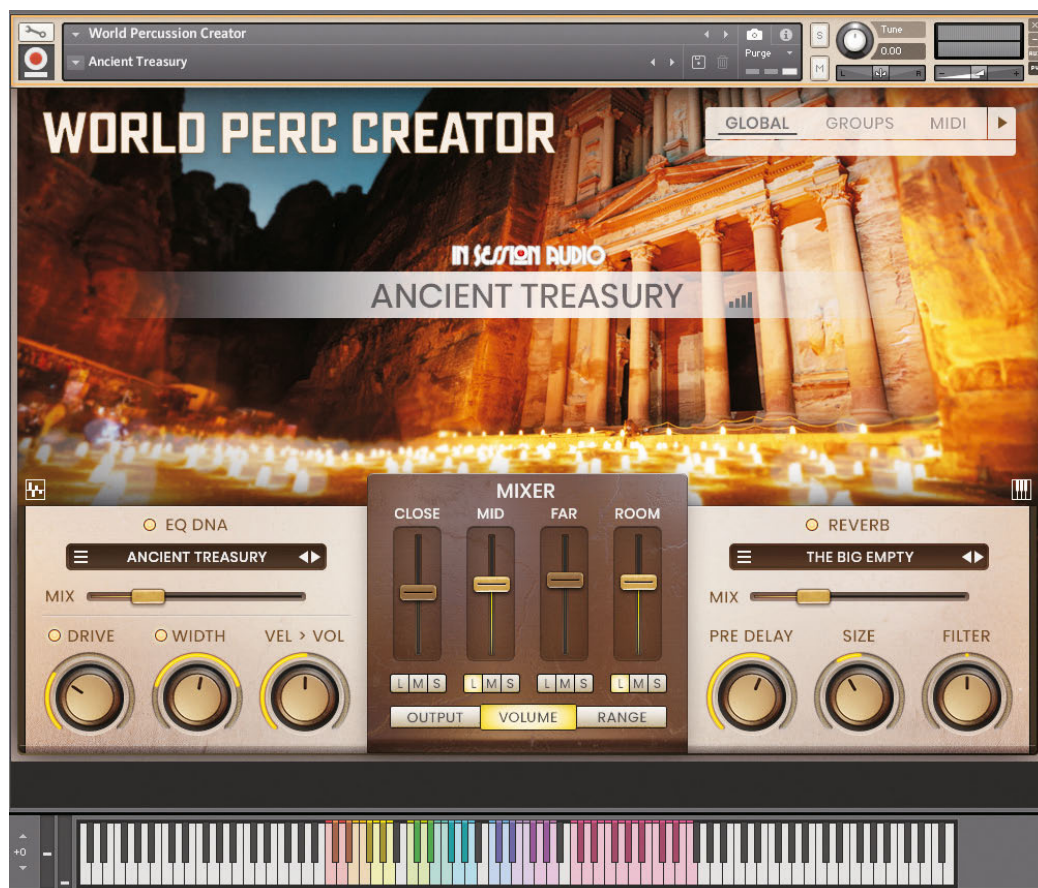 World Percussion Creator
Ancient Treasury
Purge
S
M
Tune
0.00
L R
- +
WORLD PERC CREATOR
GLOBAL GROUPS MIDI
IN SESSION AUDIO
ANCIENT TREASURY
EQ DNA
ANCIENT TREASURY
MIX
DRIVE WIDTH VEL > VOL
MIXER
CLOSE MID FAR ROOM
L M S L M S L M S L M S
OUTPUT VOLUME RANGE
REVERB
THE BIG EMPTY
MIX
PRE DELAY SIZE FILTER
+0